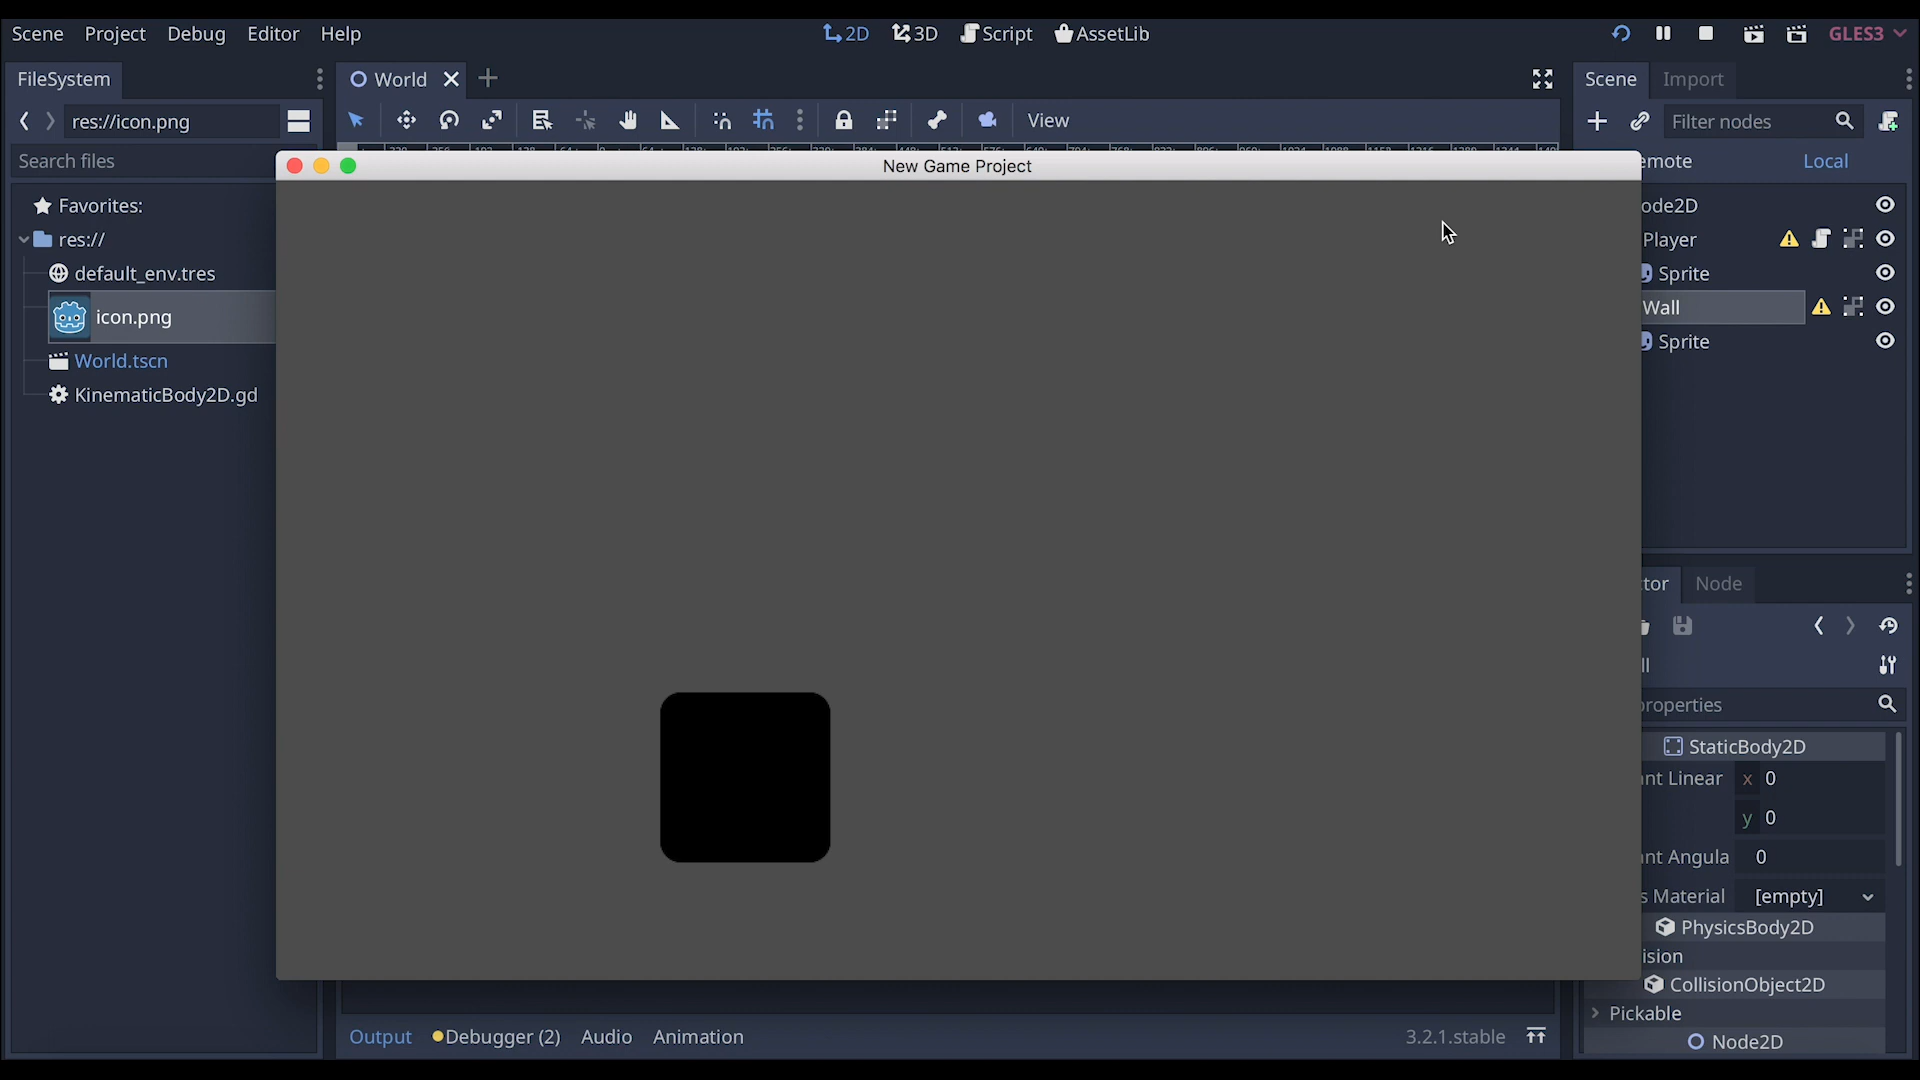 Scene Project Debug Editor Help 2D 3D Script AssetLib GLES3
FileSystem
World
Scene Import
res://icon.png
View
Filter nodes
Search files
New Game Project
emote Local
Favorites:
ode2D
res://
Player
default_env.tres
Sprite
icon.png
Wall
World.tscn
Sprite
KinematicBody2D.gd
tor Node
ll
properties
StaticBody2D
nt Linear x 0
y 0
nt Angula 0
s Material [empty]
PhysicsBody2D
ision
CollisionObject2D
Pickable
Node2D
Output Debugger (2) Audio Animation 3.2.1.stable